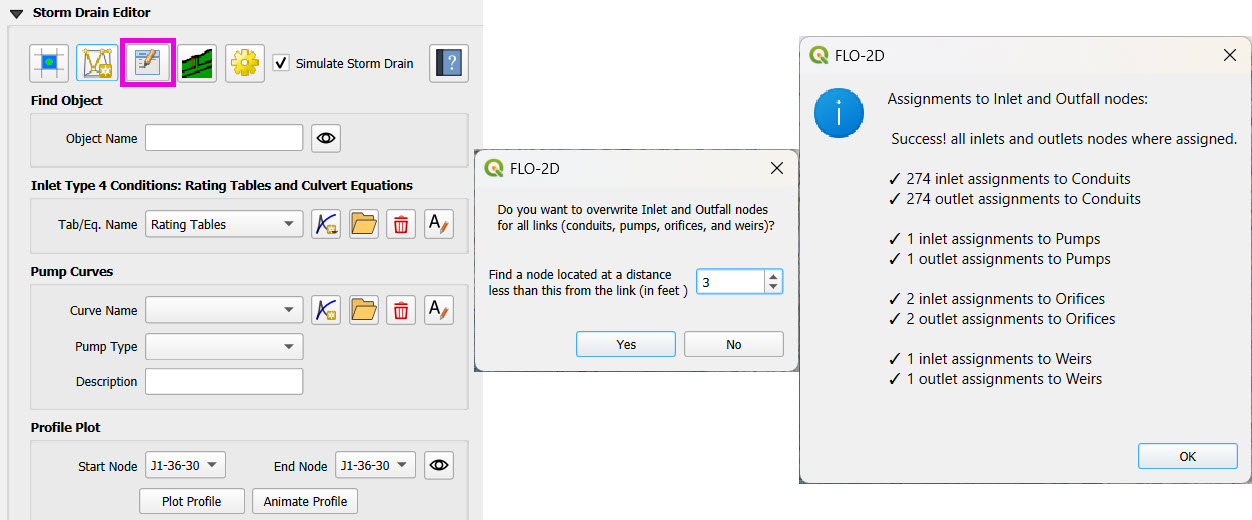 Storm Drain Editor
Simulate Storm Drain
?
Find Object
Object Name
Inlet Type 4 Conditions: Rating Tables and Culvert Equations
Tab/Eq. Name Rating Tables
Pump Curves
Curve Name
Pump Type
Description
Profile Plot
Start Node J1-36-30 End Node J1-36-30
Plot Profile Animate Profile
FLO-2D
Do you want to overwrite Inlet and Outfall nodes
for all links (conduits, pumps, orifices, and weirs)?
Find a node located at a distance
less than this from the link (in feet ) 3
Yes No
FLO-2D
Assignments to Inlet and Outfall nodes:
Success! all inlets and outlets nodes where assigned.
✓ 274 inlet assignments to Conduits
✓ 274 outlet assignments to Conduits
✓ 1 inlet assignments to Pumps
✓ 1 outlet assignments to Pumps
✓ 2 inlet assignments to Orifices
✓ 2 outlet assignments to Orifices
✓ 1 inlet assignments to Weirs
✓ 1 outlet assignments to Weirs
OK